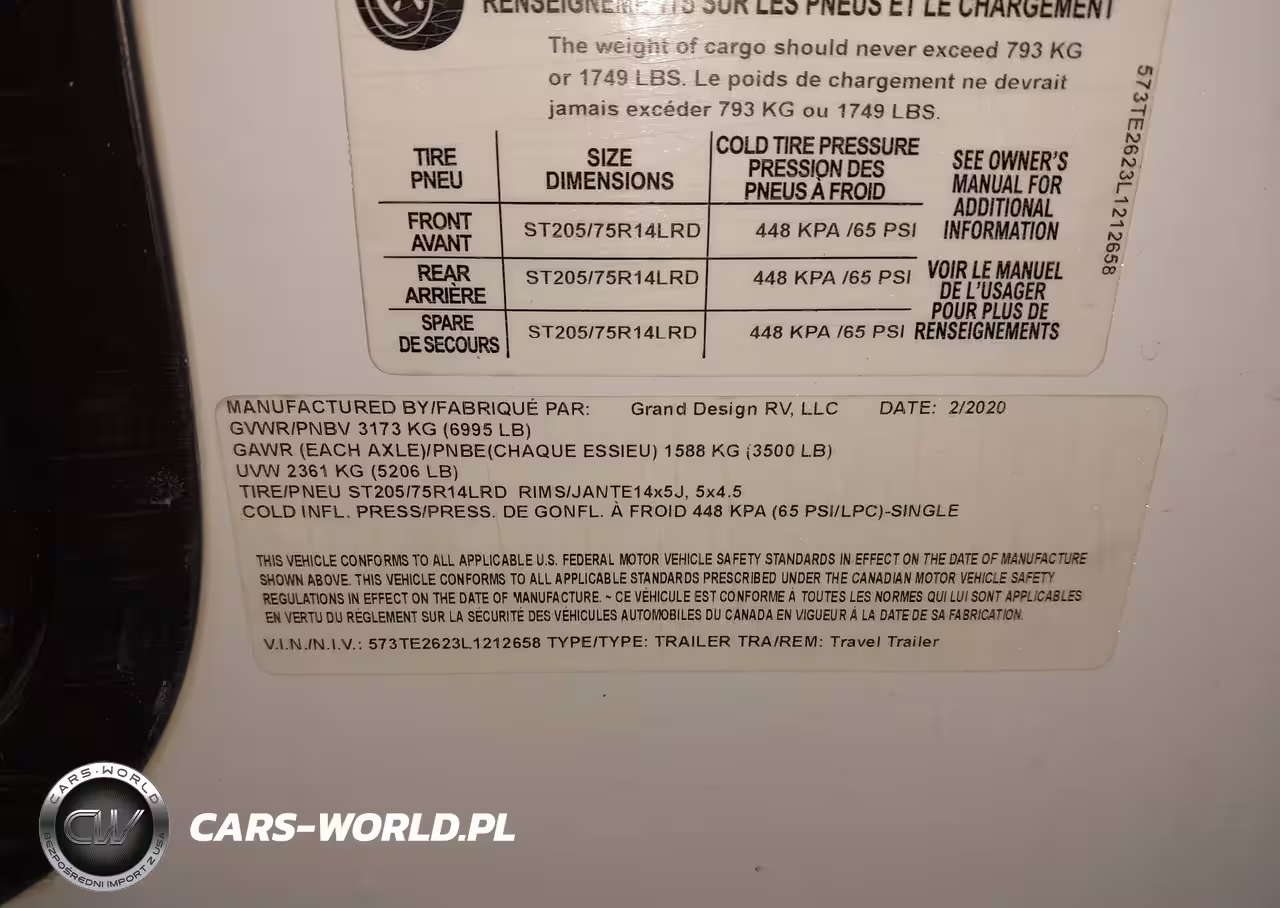 RENSEIGNEMENTS SUR LES PNEUS ET LE CHARGEMENT
The weight of cargo should never exceed 793 KG
or 1749 LBS. Le poids de chargement ne devrait
jamais excéder 793 KG ou 1749 LBS.
TIRE PNEU SIZE DIMENSIONS COLD TIRE PRESSURE PRESSION DES PNEUS À FROID
FRONT AVANT ST205/75R14LRD 448 KPA /65 PSI
REAR ARRIÈRE ST205/75R14LRD 448 KPA /65 PSI
SPARE DE SECOURS ST205/75R14LRD 448 KPA /65 PSI
SEE OWNER'S
MANUAL FOR
ADDITIONAL
INFORMATION
VOIR LE MANUEL
DE L'USAGER
POUR PLUS DE
RENSEIGNEMENTS
573TE2623L1212658
MANUFACTURED BY/FABRIQUÉ PAR: Grand Design RV, LLC DATE: 2/2020
GVWR/PNBV 3173 KG (6995 LB)
GAWR (EACH AXLE)/PNBE(CHAQUE ESSIEU) 1588 KG (3500 LB)
UVW 2361 KG (5206 LB)
TIRE/PNEU ST205/75R14LRD RIMS/JANTE14x5J, 5x4.5
COLD INFL. PRESS/PRESS. DE GONFL. À FROID 448 KPA (65 PSI/LPC)-SINGLE
THIS VEHICLE CONFORMS TO ALL APPLICABLE U.S. FEDERAL MOTOR VEHICLE SAFETY STANDARDS IN EFFECT ON THE DATE OF MANUFACTURE
SHOWN ABOVE. THIS VEHICLE CONFORMS TO ALL APPLICABLE STANDARDS PRESCRIBED UNDER THE CANADIAN MOTOR VEHICLE SAFETY
REGULATIONS IN EFFECT ON THE DATE OF MANUFACTURE. ~ CE VÉHICULE EST CONFORME À TOUTES LES NORMES QUI LUI SONT APPLICABLES
EN VERTU DU RÉGLEMENT SUR LA SÉCURITÉ DES VÉHICULES AUTOMOBILES DU CANADA EN VIGUEUR À LA DATE DE SA FABRICATION.
V.I.N./N.I.V.: 573TE2623L1212658 TYPE/TYPE: TRAILER TRA/REM: Travel Trailer
CARS-WORLD
CW
BEZPOŚREDNI IMPORT Z USA
CARS-WORLD.PL